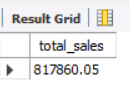 Result Grid
total_sales
817860.05